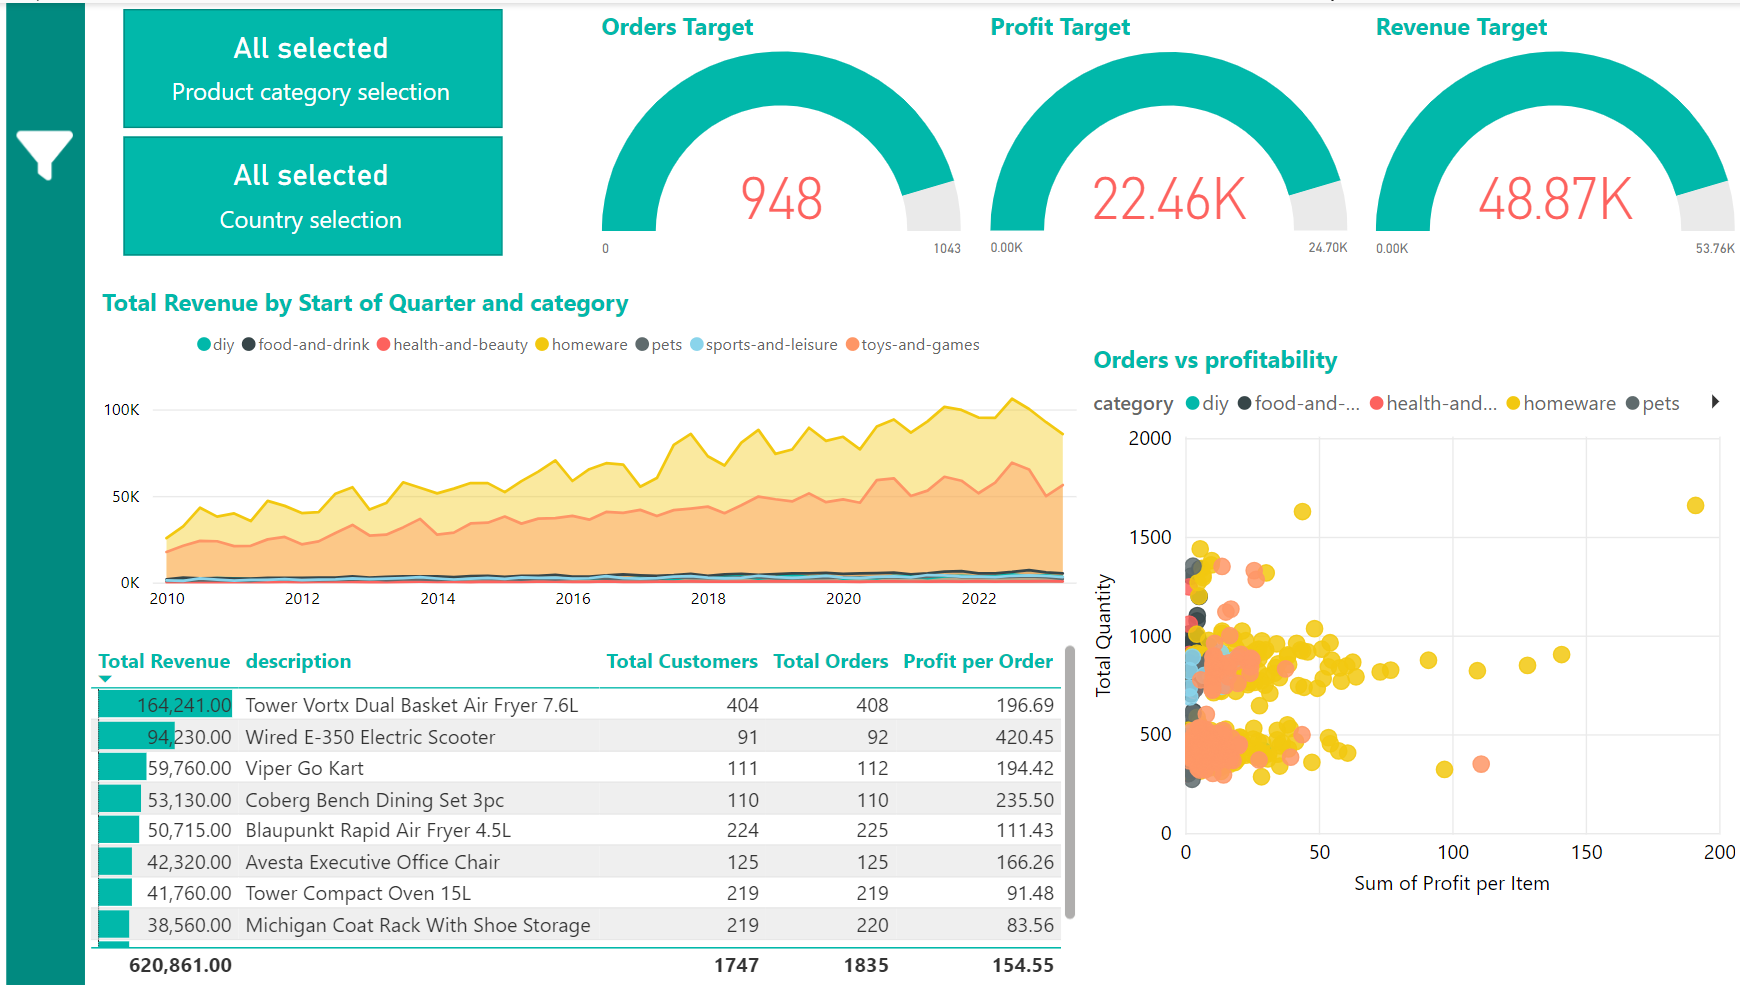 All selected
Product category selection
All selected
Country selection
Orders Target
948
0
1043
Profit Target
22.46K
0.00K
24.70K
Revenue Target
48.87K
0.00K
53.76K
Total Revenue by Start of Quarter and category
diy food-and-drink health-and-beauty homeware pets sports-and-leisure toys-and-games
100K
50K
0K
2010 2012 2014 2016 2018 2020 2022
Orders vs profitability
category diy food-and-... health-and... homeware pets
Total Quantity
2000
1500
1000
500
0
0 50 100 150 200
Sum of Profit per Item
Total Revenue description Total Customers Total Orders Profit per Order
164,241.00 Tower Vortx Dual Basket Air Fryer 7.6L 404 408 196.69
94,230.00 Wired E-350 Electric Scooter 91 92 420.45
59,760.00 Viper Go Kart 111 112 194.42
53,130.00 Coberg Bench Dining Set 3pc 110 110 235.50
50,715.00 Blaupunkt Rapid Air Fryer 4.5L 224 225 111.43
42,320.00 Avesta Executive Office Chair 125 125 166.26
41,760.00 Tower Compact Oven 15L 219 219 91.48
38,560.00 Michigan Coat Rack With Shoe Storage 219 220 83.56
620,861.00 1747 1835 154.55